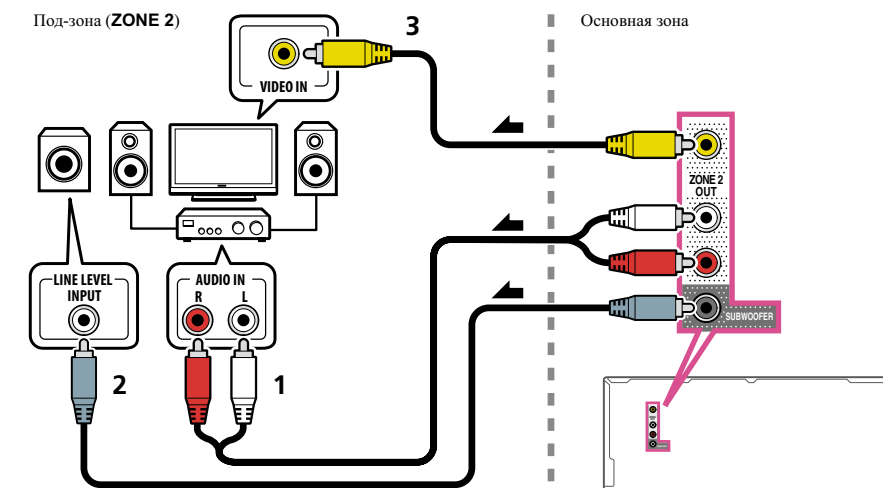 Под-зона (ZONE 2)
3
Основная зона
VIDEO IN
ZONE 2
OUT
LINE LEVEL
INPUT
AUDIO IN
R L
SUBWOOFER
2
1